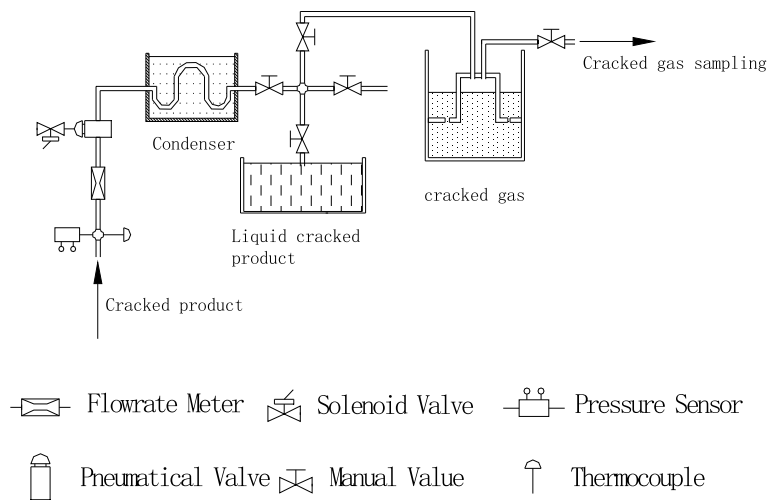 Cracked gas sampling
Condenser
cracked gas
Liquid cracked
product
Cracked product
Flowrate Meter
Solenoid Valve
Pressure Sensor
Pneumatical Valve
Manual Value
Thermocouple